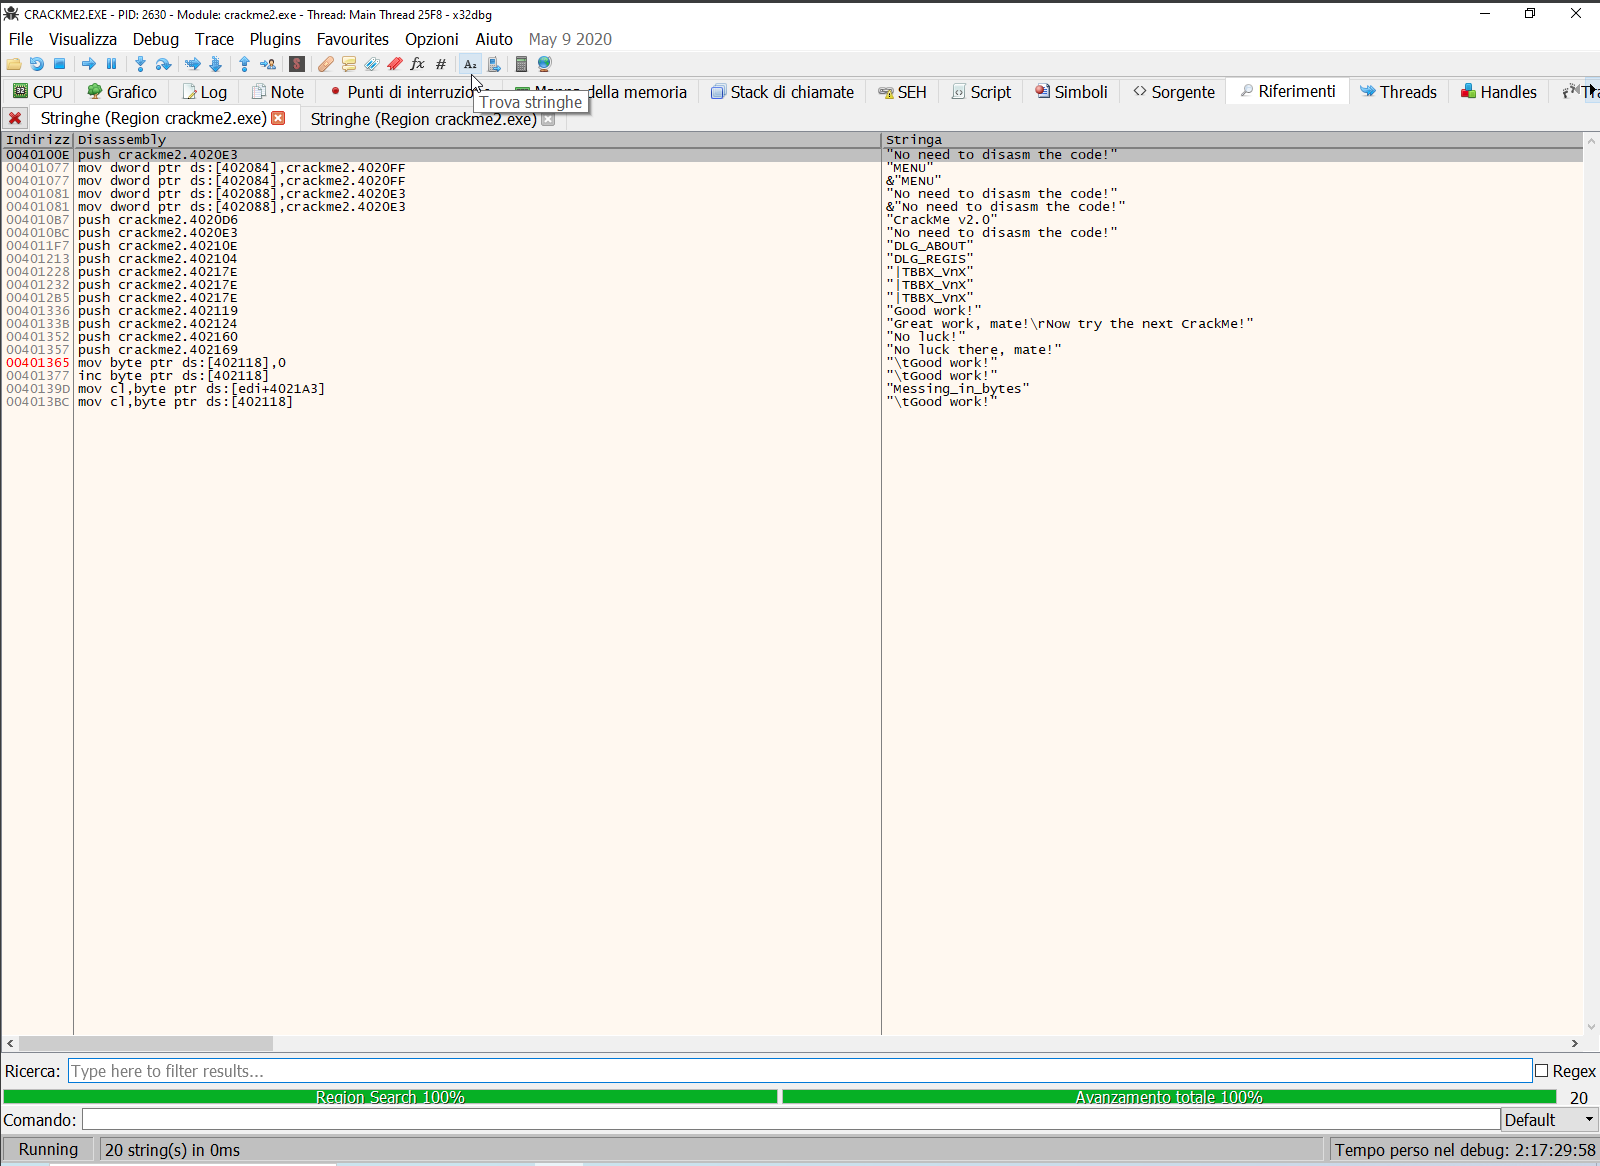 CRACKME2.EXE - PID: 2630 - Module: crackme2.exe - Thread: Main Thread 25F8 - x32dbg
File Visualizza Debug Trace Plugins Favourites Opzioni Aiuto May 9 2020
CPU Grafico Log Note Punti di interruzione della memoria Stack di chiamate SEH Script Simboli Sorgente Riferimenti Threads Handles
Trova stringhe
Stringhe (Region crackme2.exe) Stringhe (Region crackme2.exe)
Indirizz Disassembly Stringa
0040100E push crackme2.4020E3 "No need to disasm the code!"
00401077 mov dword ptr ds:[402084],crackme2.4020FF "MENU"
00401077 mov dword ptr ds:[402084],crackme2.4020FF &"MENU"
00401081 mov dword ptr ds:[402088],crackme2.4020E3 "No need to disasm the code!"
00401081 mov dword ptr ds:[402088],crackme2.4020E3 &"No need to disasm the code!"
004010B7 push crackme2.4020D6 "CrackMe v2.0"
004010BC push crackme2.4020E3 "No need to disasm the code!"
004011F7 push crackme2.40210E "DLG_ABOUT"
00401213 push crackme2.402104 "DLG_REGIS"
00401228 push crackme2.40217E "|TBBX_VnX"
00401232 push crackme2.40217E "|TBBX_VnX"
004012B5 push crackme2.40217E "|TBBX_VnX"
00401336 push crackme2.402119 "Good work!"
0040133B push crackme2.402124 "Great work, mate!\rNow try the next CrackMe!"
00401352 push crackme2.402160 "No luck!"
00401357 push crackme2.402169 "No luck there, mate!"
00401365 mov byte ptr ds:[402118],0 "\tGood work!"
00401377 inc byte ptr ds:[402118] "\tGood work!"
0040139D mov cl,byte ptr ds:[edi+4021A3] "Messing_in_bytes"
004013BC mov cl,byte ptr ds:[402118] "\tGood work!"
Ricerca: Type here to filter results... Regex
Region Search 100% Avanzamento totale 100% 20
Comando: Default
Running 20 string(s) in 0ms Tempo perso nel debug: 2:17:29:58